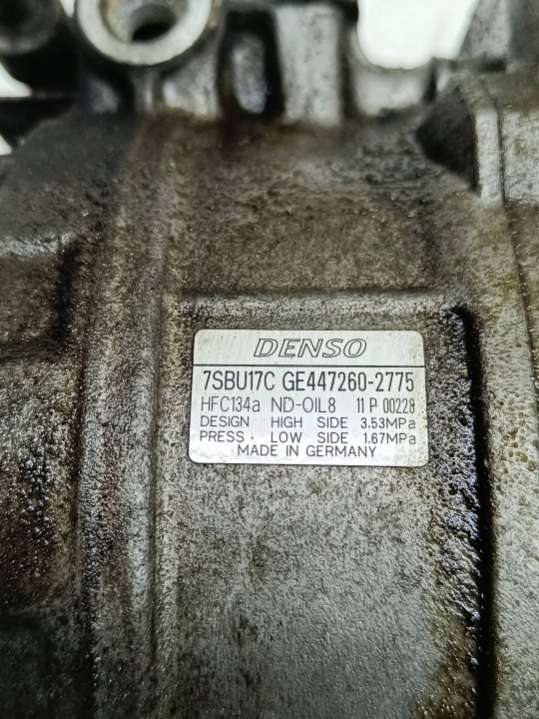 DENSO
7SBU17C GE447260-2775
HFC134a ND-OIL8 11 P 00228
DESIGN HIGH SIDE 3.53MPa
PRESS. LOW SIDE 1.67MPa
MADE IN GERMANY